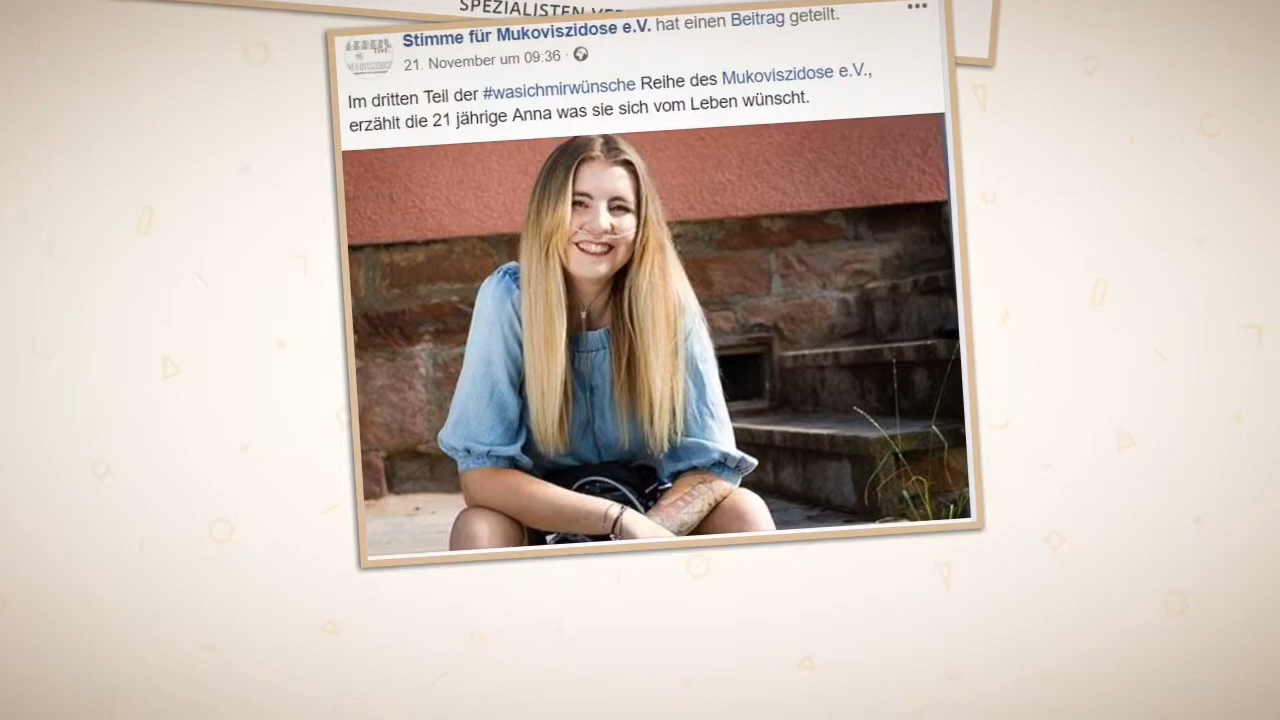 SPEZIALISTEN
Stimme für Mukoviszidose e.V. hat einen Beitrag geteilt.
21. November um 09:36 ·
Im dritten Teil der #wasichmirwünsche Reihe des Mukoviszidose e.V.,
erzählt die 21 jährige Anna was sie sich vom Leben wünscht.